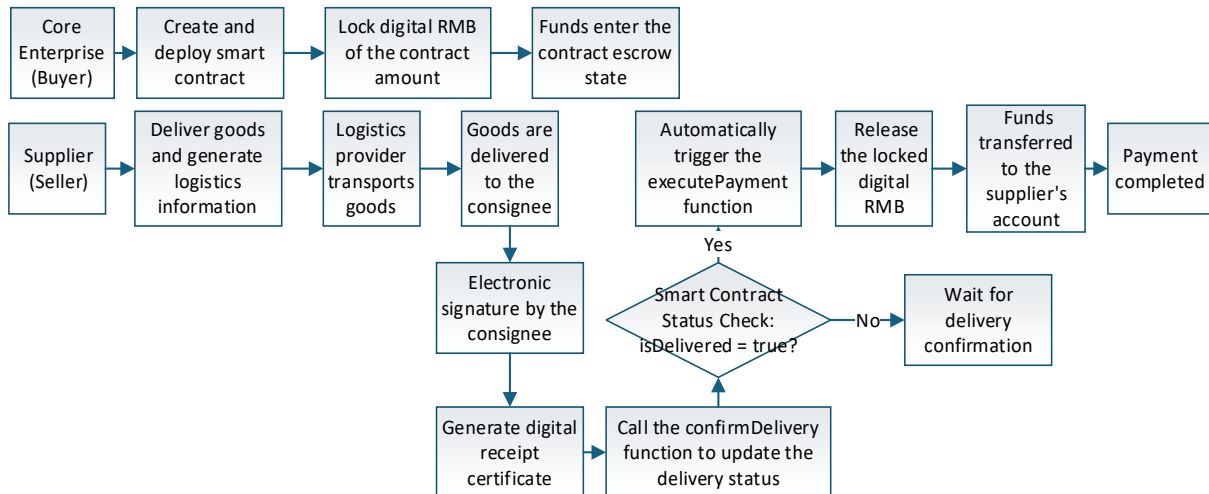 Core
Enterprise
(Buyer)
Create and
deploy smart
contract
Lock digital RMB
of the contract
amount
Funds enter the
contract escrow
state
Supplier
(Seller)
Deliver goods
and generate
logistics
information
Logistics
provider
transports
goods
Goods are
delivered
to the
consignee
Automatically
trigger the
executePayment
function
Release
the locked
digital
RMB
Funds
transferred to
the supplier's
account
Payment
completed
Yes
Electronic
signature by the
consignee
Smart Contract
Status Check:
isDelivered = true?
No
Wait for
delivery
confirmation
Generate digital
receipt
certificate
Call the confirmDelivery
function to update the
delivery status